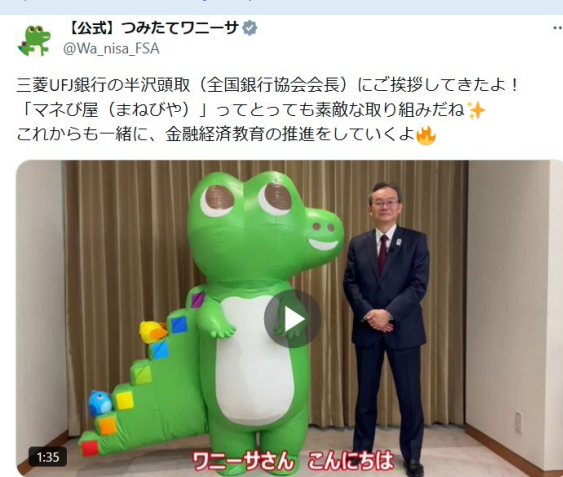 【公式】つみたてワニーサ
@Wa_nisa_FSA
三菱UFJ銀行の半沢頭取（全国銀行協会会長）にご挨拶してきたよ！
「マネび屋（まねびや）」ってとっても素敵な取り組みだね✨
これからも一緒に、金融経済教育の推進をしていくよ🔥
1:35
ワニーサさん こんにちは